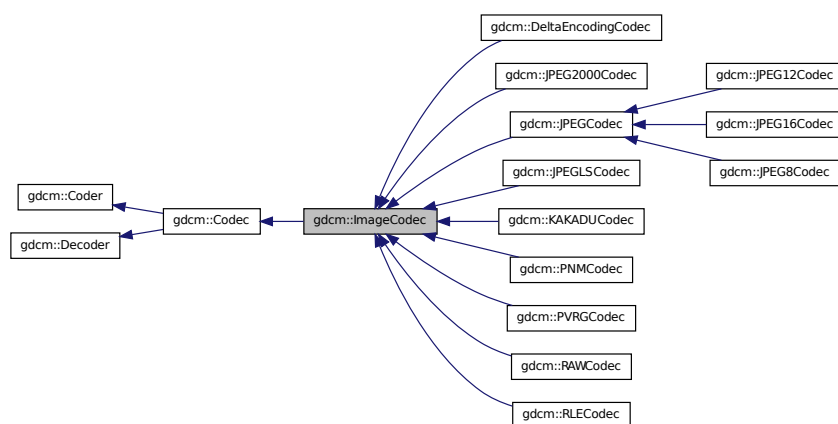 gdcm::DeltaEncodingCodec
gdcm::JPEG2000Codec
gdcm::JPEG12Codec
gdcm::JPEGCodec
gdcm::JPEG16Codec
gdcm::JPEGLSCodec
gdcm::JPEG8Codec
gdcm::Coder
gdcm::Codec
gdcm::ImageCodec
gdcm::KAKADUCodec
gdcm::Decoder
gdcm::PNMCodec
gdcm::PVRGCodec
gdcm::RAWCodec
gdcm::RLECodec